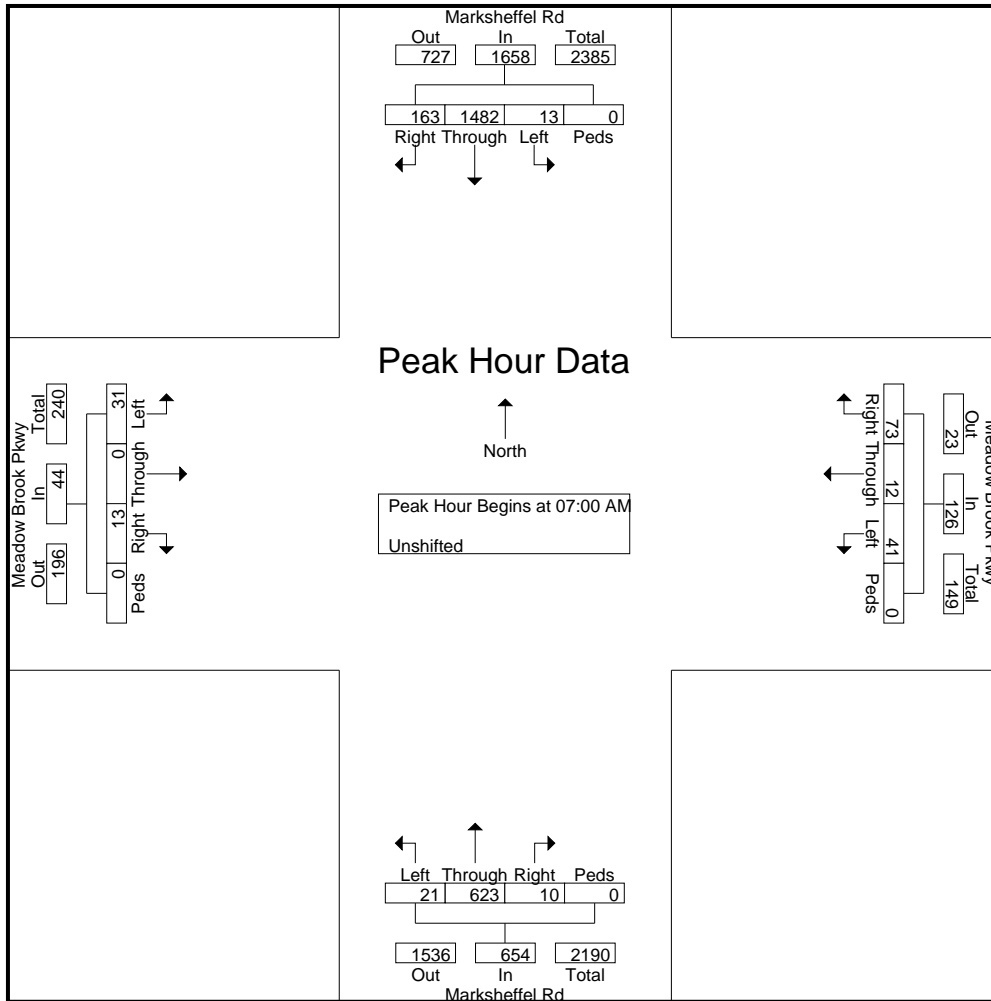 Marksheffel Rd
Out In Total
727 1658 2385
163 1482 13 0
Right Through Left Peds
Peak Hour Data
North
Peak Hour Begins at 07:00 AM
Unshifted
Meadow Brook Pkwy
Out In Total
196 44 240
31 0 13 0
Left Through Right Peds
Meadow Brook Pkwy
Out In Total
23 126 149
73 12 41 0
Right Through Left Peds
Left Through Right Peds
21 623 10 0
1536 654 2190
Out In Total
Marksheffel Rd